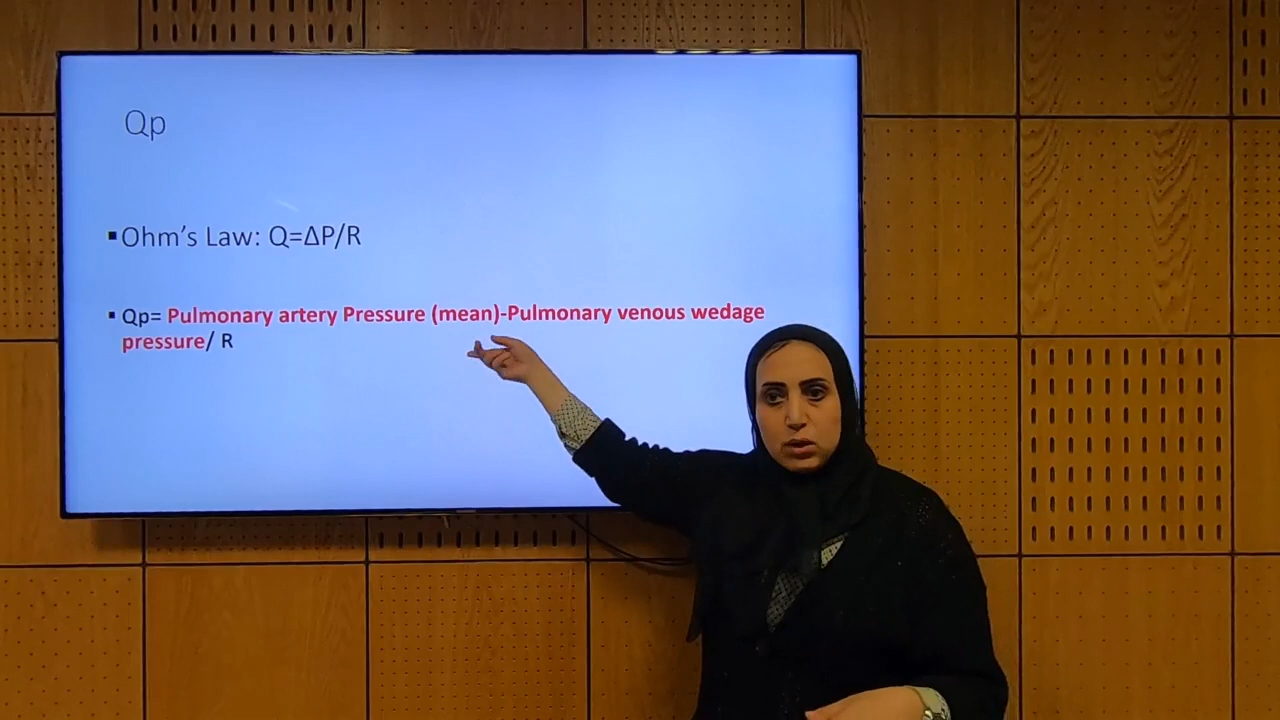 Qp
▪Ohm’s Law: Q=ΔP/R
▪ Qp= Pulmonary artery Pressure (mean)-Pulmonary venous wedage
pressure/ R